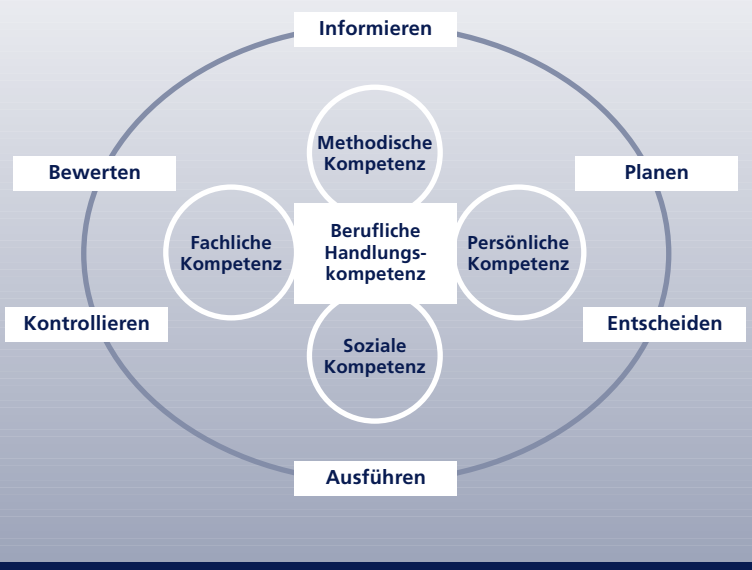 Informieren
Methodische
Kompetenz
Bewerten
Planen
Fachliche
Kompetenz
Berufliche
Handlungs-
kompetenz
Persönliche
Kompetenz
Kontrollieren
Entscheiden
Soziale
Kompetenz
Ausführen